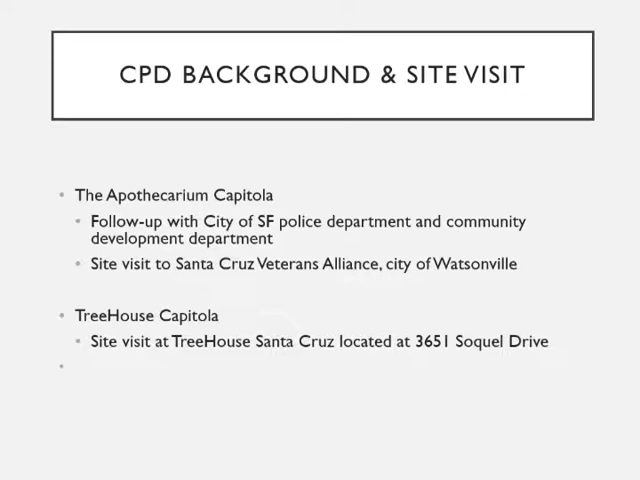 CPD BACKGROUND & SITE VISIT
• The Apothecarium Capitola
• Follow-up with City of SF police department and community
development department
• Site visit to Santa Cruz Veterans Alliance, city of Watsonville
• TreeHouse Capitola
• Site visit at TreeHouse Santa Cruz located at 3651 Soquel Drive
•